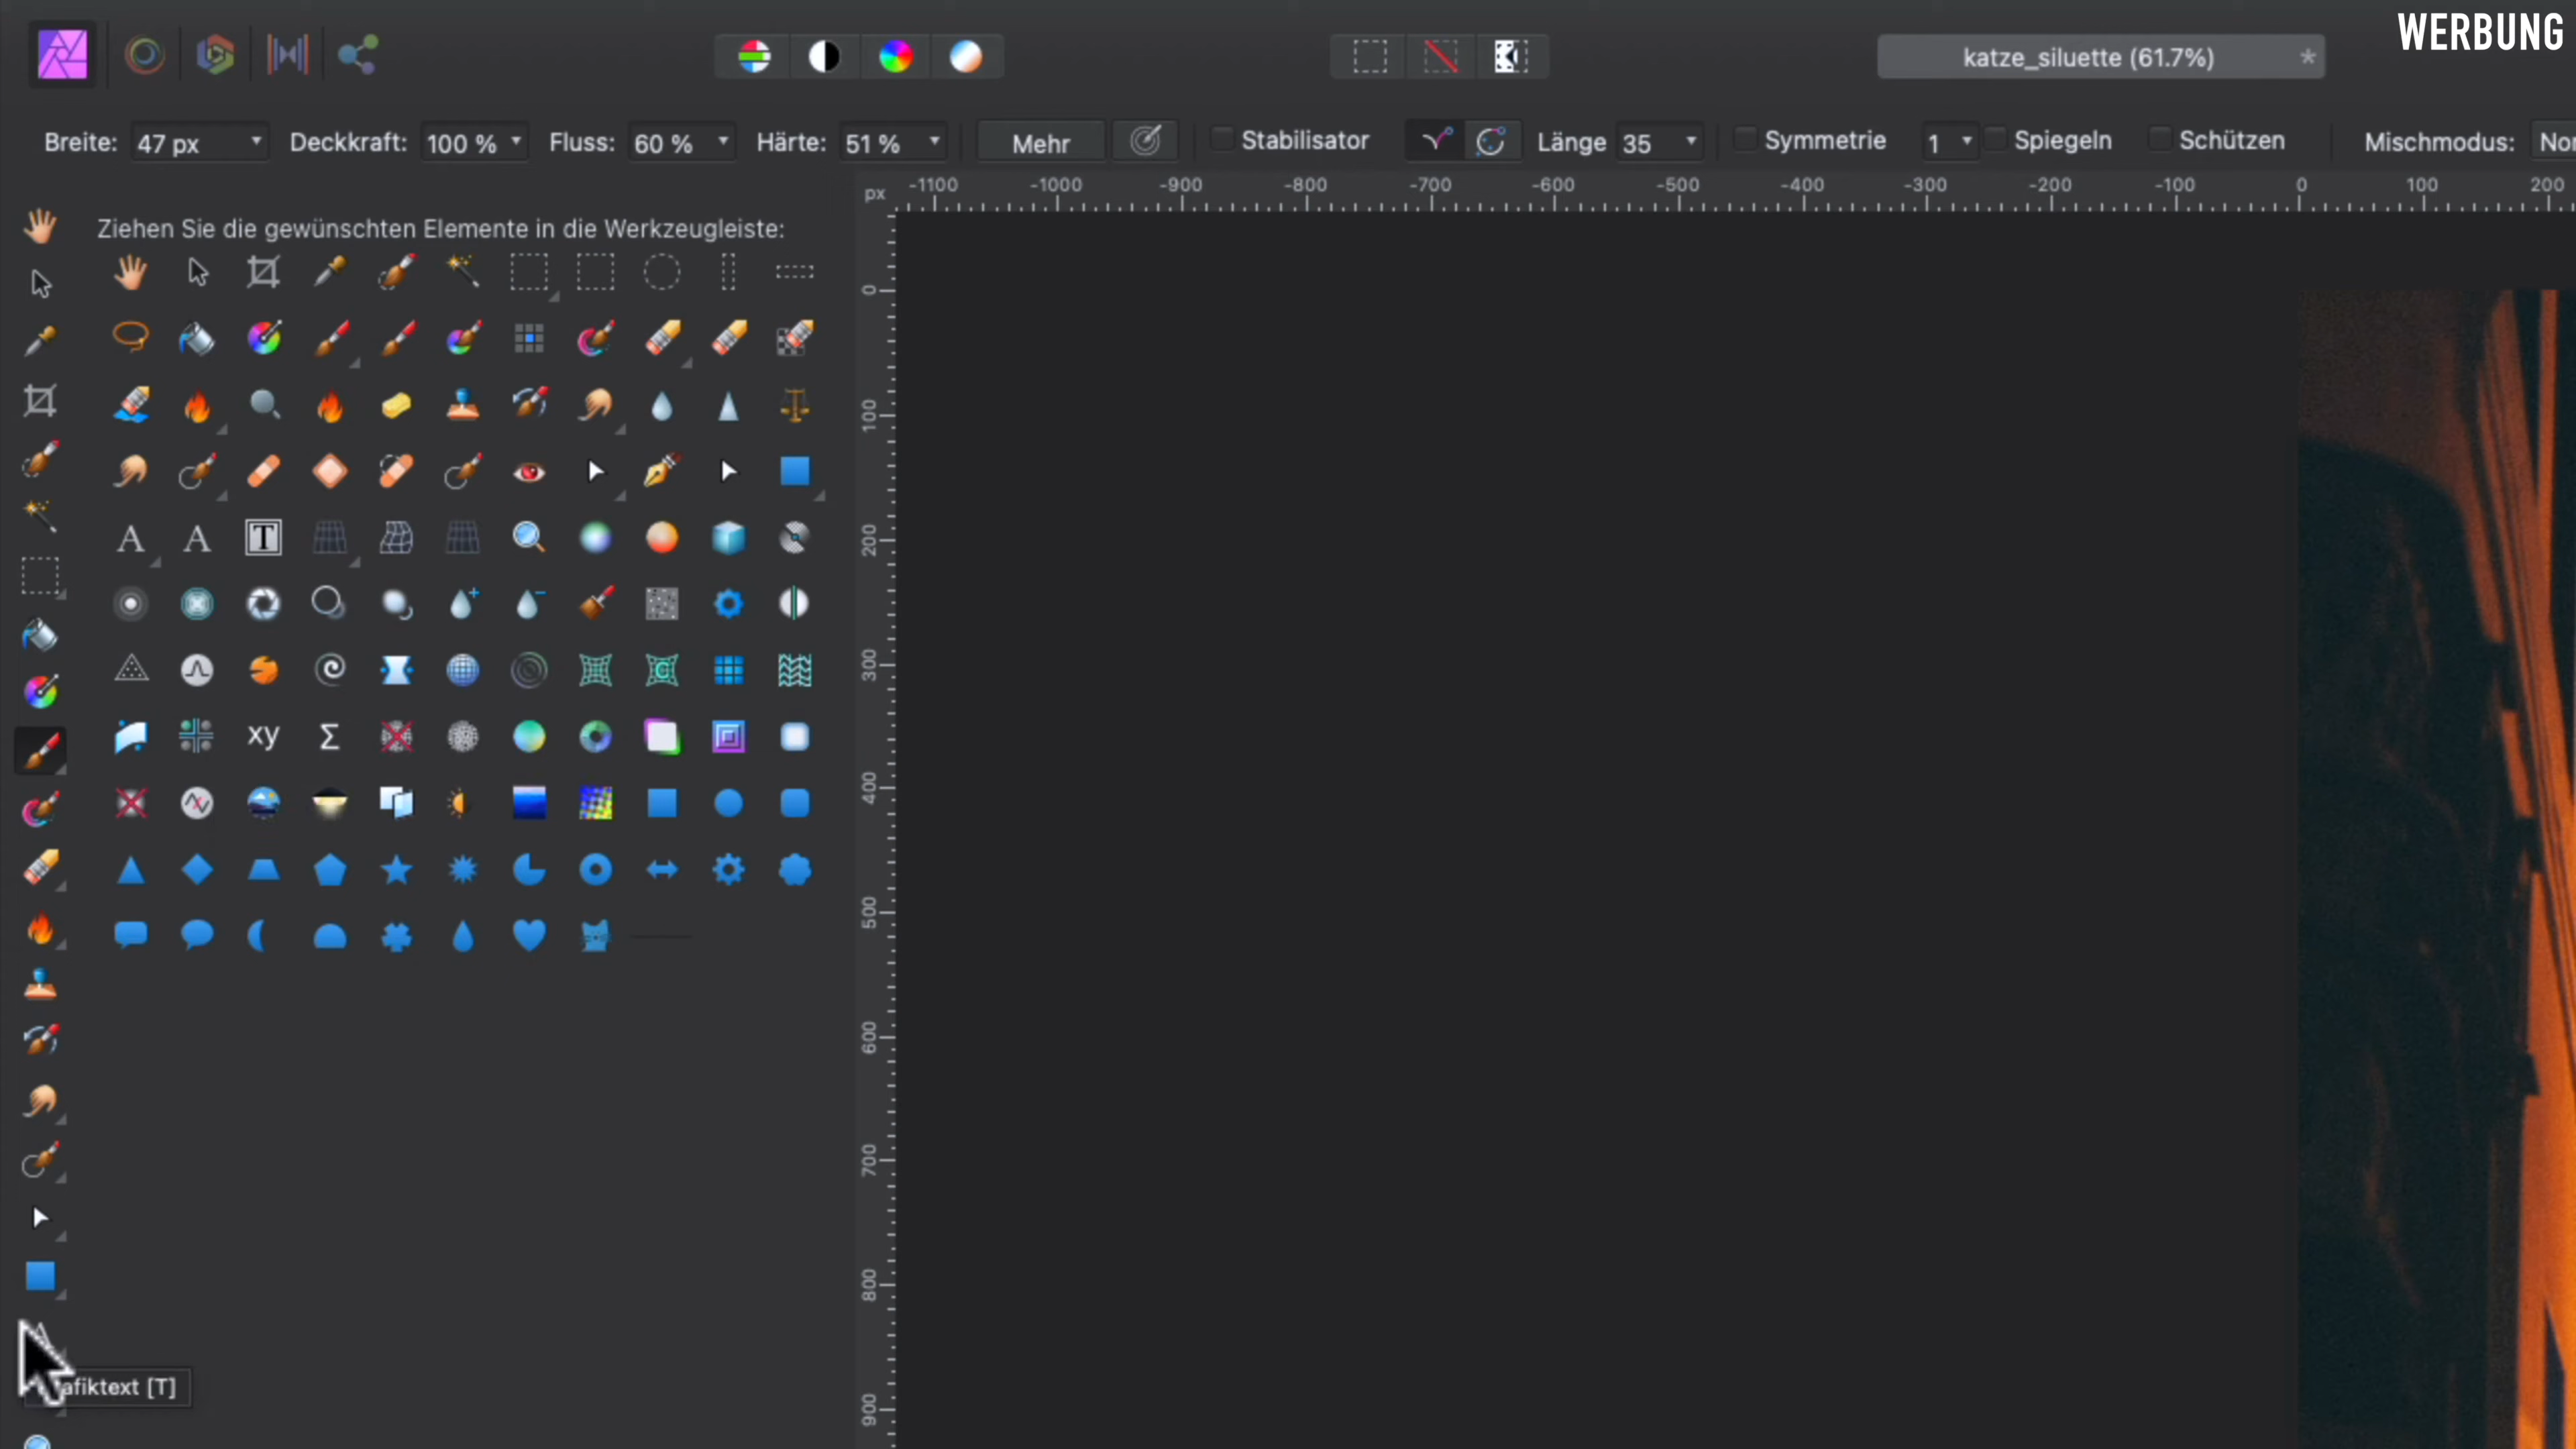 WERBUNG
katze_siluette (61.7%) *
Breite: 47 px Deckkraft: 100 % Fluss: 60 % Härte: 51 % Mehr Stabilisator Länge 35 Symmetrie 1 Spiegeln Schützen Mischmodus:
px -1100 -1000 -900 -800 -700 -600 -500 -400 -300 -200 -100 0 100 200
Ziehen Sie die gewünschten Elemente in die Werkzeugleiste:
0
100
A A T
200
300
C
xy Σ
400
500
600
700
800
afiktext [T]
900